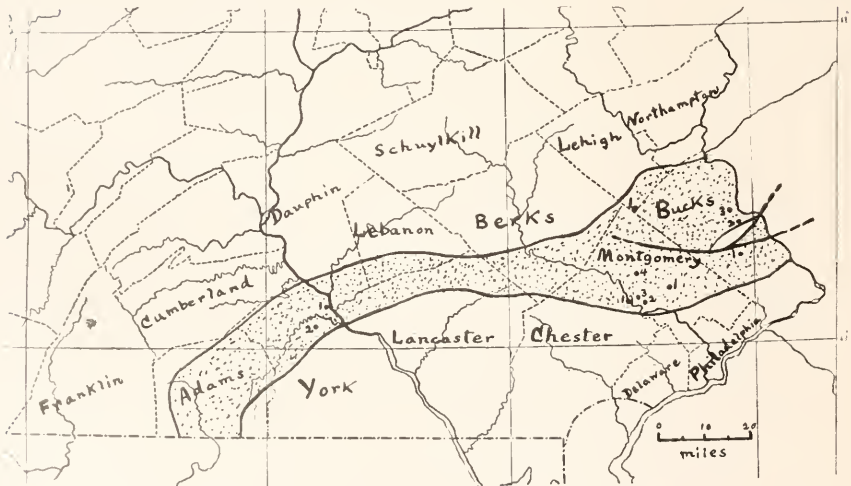 Northampton
Lehigh
Schuylkill
Bucks
Dauphin
Berks
Lebanon
Montgomery
Cumberland
Lancaster
Chester
Adams
York
Franklin
Delaware
Philadelphia
0 10 20
miles